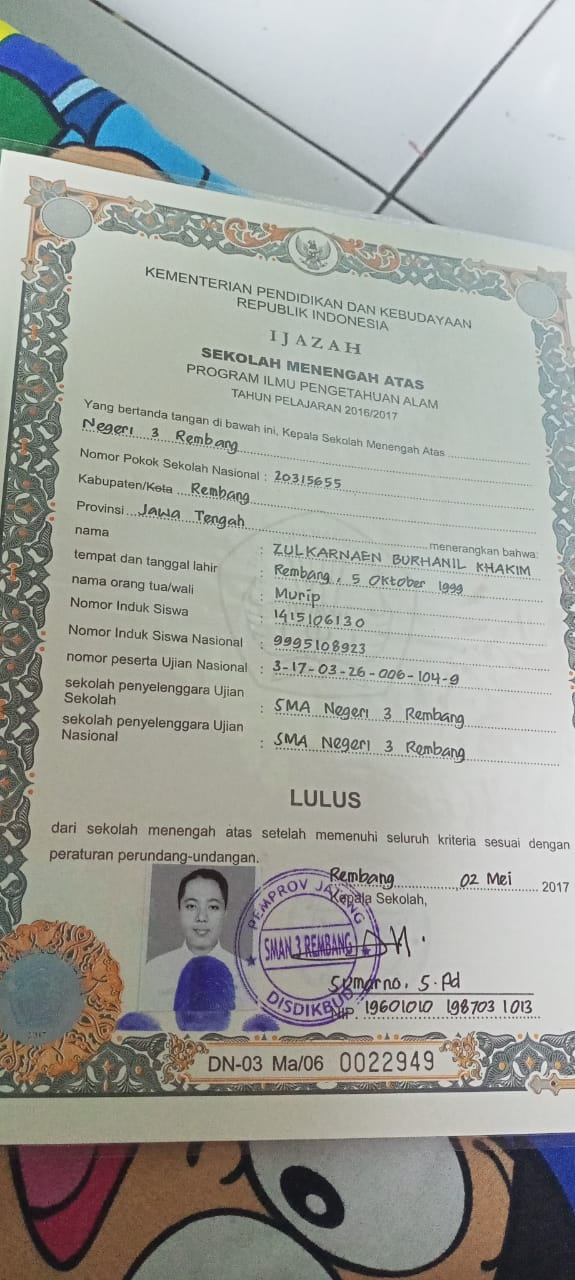 KEMENTERIAN PENDIDIKAN DAN KEBUDAYAAN
REPUBLIK INDONESIA
IJAZAH
SEKOLAH MENENGAH ATAS
PROGRAM ILMU PENGETAHUAN ALAM
TAHUN PELAJARAN 2016/2017
Yang bertanda tangan di bawah ini, Kepala Sekolah Menengah Atas
Negeri 3 Rembang
Nomor Pokok Sekolah Nasional : 20315655
Kabupaten/Kota Rembang
Provinsi Jawa Tengah menerangkan bahwa:
nama : ZULKARNAEN BURHANIL KHAKIM
tempat dan tanggal lahir : Rembang, 5 Oktober 1999
nama orang tua/wali : Murip
Nomor Induk Siswa : 1415106130
Nomor Induk Siswa Nasional : 9995108923
nomor peserta Ujian Nasional : 3-17-03-26-006-104-9
sekolah penyelenggara Ujian
Sekolah : SMA Negeri 3 Rembang
sekolah penyelenggara Ujian
Nasional : SMA Negeri 3 Rembang
LULUS
dari sekolah menengah atas setelah memenuhi seluruh kriteria sesuai dengan
peraturan perundang-undangan.
Rembang, 02 Mei 2017
Kepala Sekolah,
PEMPROV JATENG
SMAN 3 REMBANG
DISDIKBUD
Sumarno, S.Pd
NIP. 19601010 198703 1 013
DN-03 Ma/06 0022949